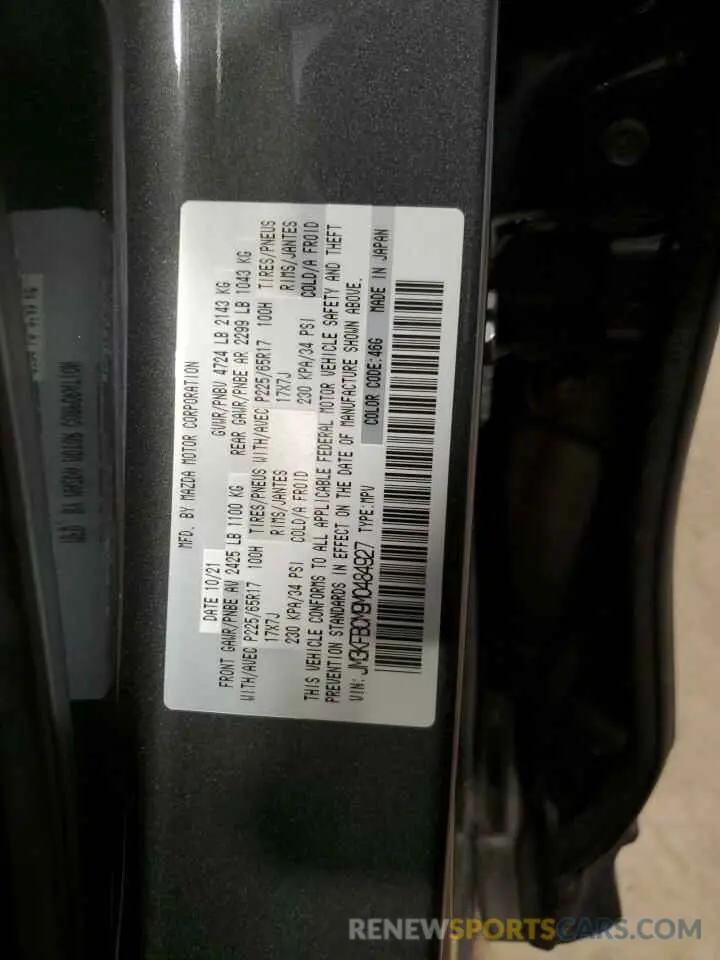 MFD. BY MAZDA MOTOR CORPORATION
DATE 10/21 GVWR/PNBV 4724 LB 2143 KG
FRONT GAWR/PNBE AV 2425 LB 1100 KG REAR GAWR/PNBE AR 2299 LB 1043 KG
WITH/AVEC P225/65R17 100H TIRES/PNEUS WITH/AVEC P225/65R17 100H TIRES/PNEUS
17X7J RIMS/JANTES 17X7J RIMS/JANTES
230 KPA/34 PSI COLD/A FROID 230 KPA/34 PSI COLD/A FROID
THIS VEHICLE CONFORMS TO ALL APPLICABLE FEDERAL MOTOR VEHICLE SAFETY AND THEFT
PREVENTION STANDARDS IN EFFECT ON THE DATE OF MANUFACTURE SHOWN ABOVE.
VIN: JM3KFBCM9M0484927 TYPE:MPV COLOR CODE:46G MADE IN JAPAN
RENEWSPORTSCARS.COM